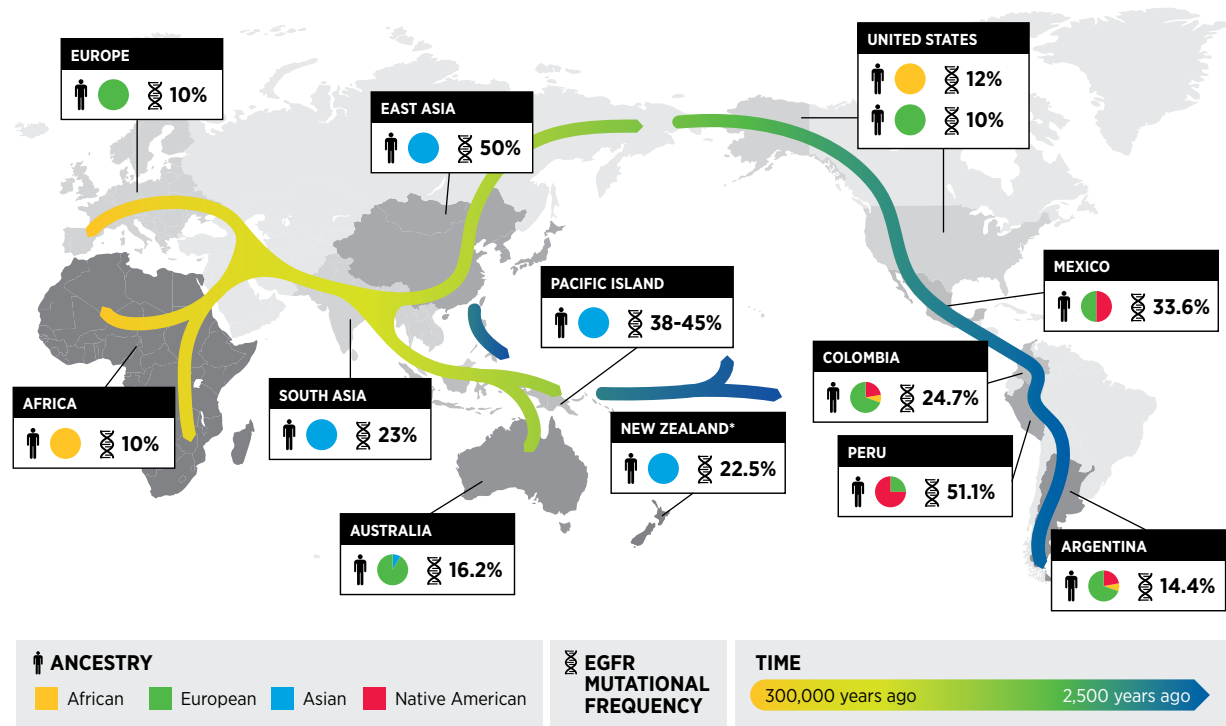 EUROPE
10%
EAST ASIA
50%
UNITED STATES
12%
10%
PACIFIC ISLAND
38-45%
MEXICO
33.6%
COLOMBIA
24.7%
AFRICA
10%
SOUTH ASIA
23%
NEW ZEALAND*
22.5%
PERU
51.1%
AUSTRALIA
16.2%
ARGENTINA
14.4%
ANCESTRY
African
European
Asian
Native American
EGFR
MUTATIONAL
FREQUENCY
TIME
300,000 years ago
2,500 years ago